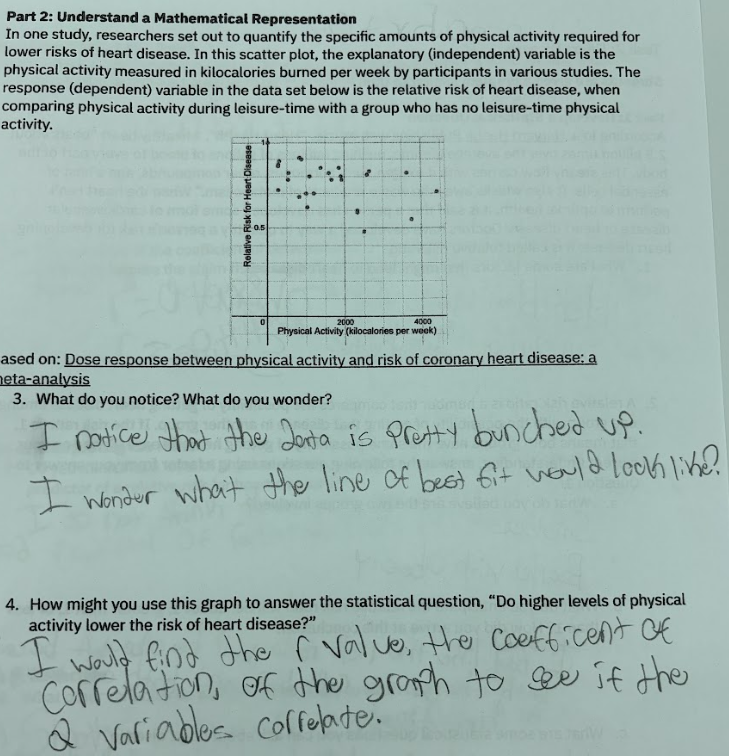 Part 2: Understand a Mathematical Representation
In one study, researchers set out to quantify the specific amounts of physical activity required for
lower risks of heart disease. In this scatter plot, the explanatory (independent) variable is the
physical activity measured in kilocalories burned per week by participants in various studies. The
response (dependent) variable in the data set below is the relative risk of heart disease, when
comparing physical activity during leisure-time with a group who has no leisure-time physical
activity.
Relative Risk for Heart Disease
1
0.5
0
2000
4000
Physical Activity (kilocalories per week)
ased on: Dose response between physical activity and risk of coronary heart disease: a
neta-analysis
3. What do you notice? What do you wonder?
I notice that the data is pretty bunched up.
I wonder what the line of best fit would look like?
4. How might you use this graph to answer the statistical question, “Do higher levels of physical
activity lower the risk of heart disease?”
I would find the r value, the coefficent of
correlation, of the graph to see if the
2 variables correlate.